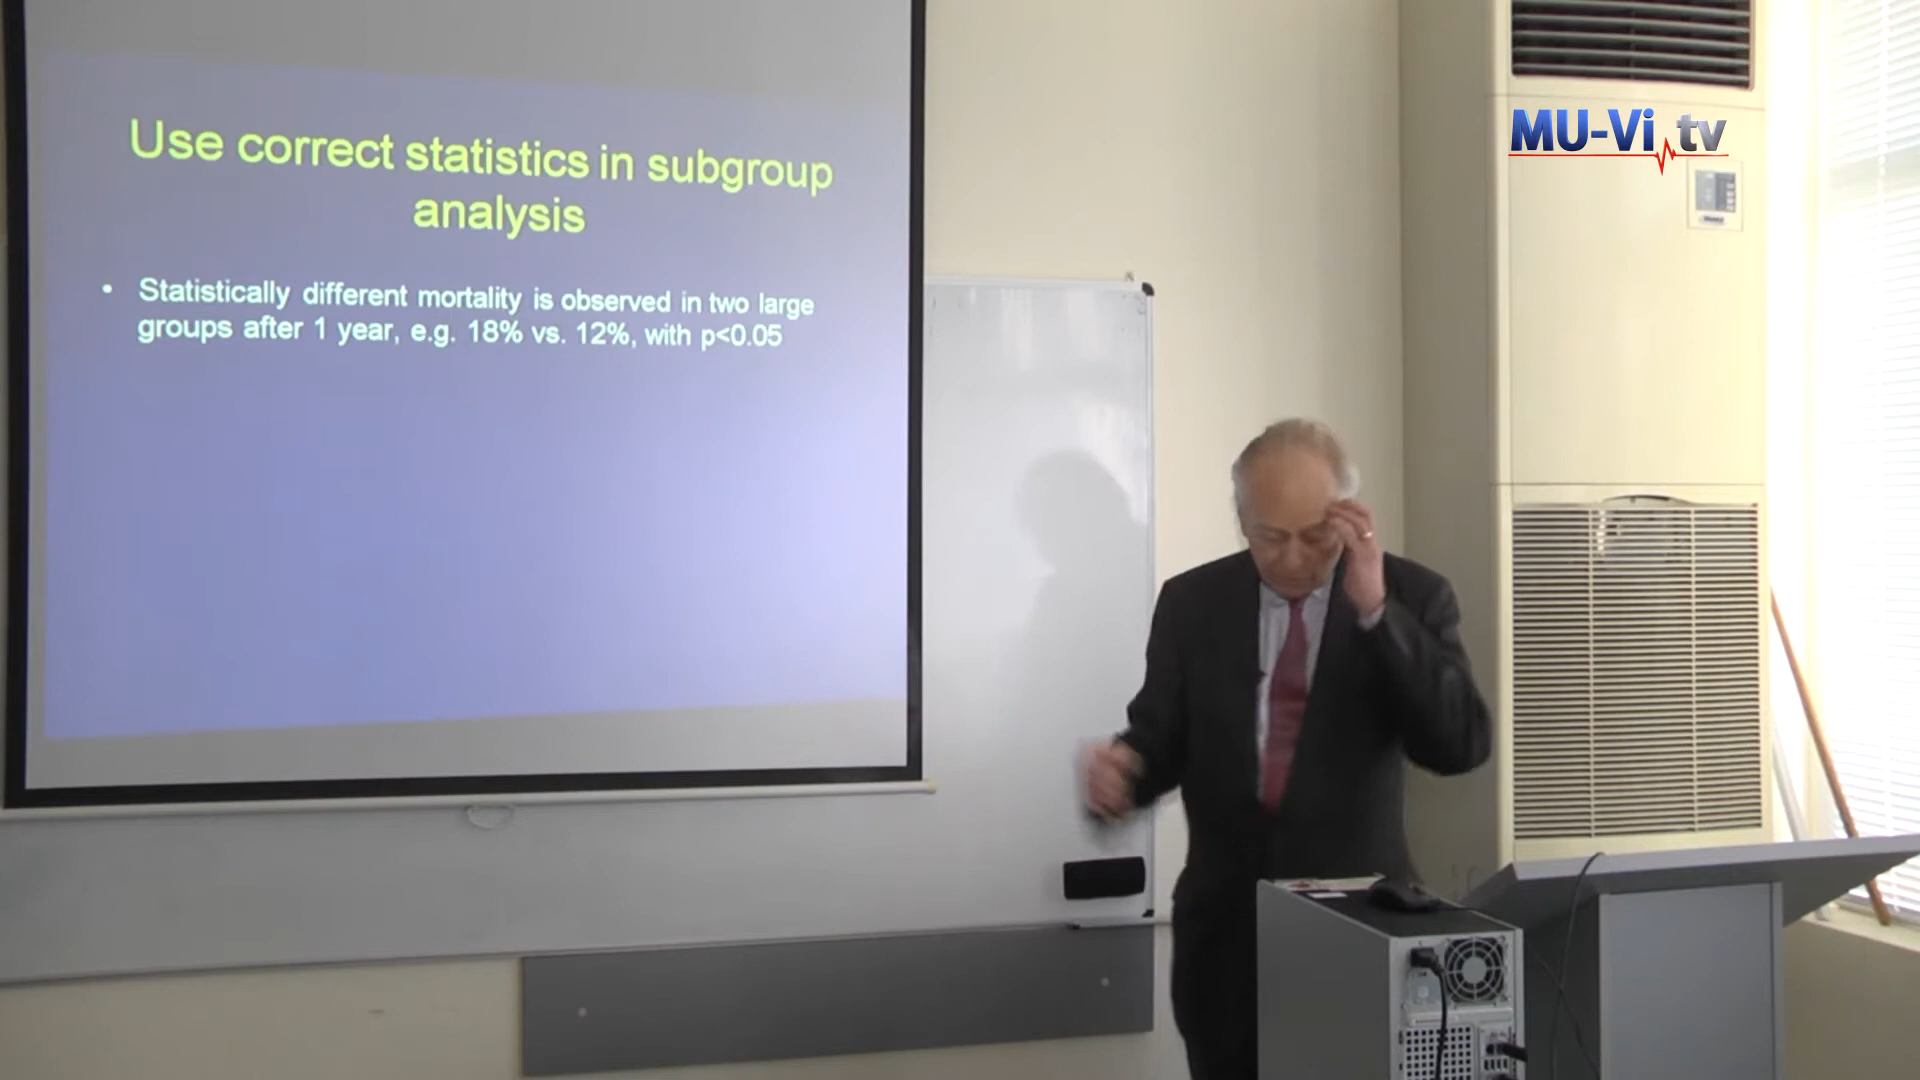 Use correct statistics in subgroup
analysis
• Statistically different mortality is observed in two large
groups after 1 year, e.g. 18% vs. 12%, with p<0.05
MU-Vi tv